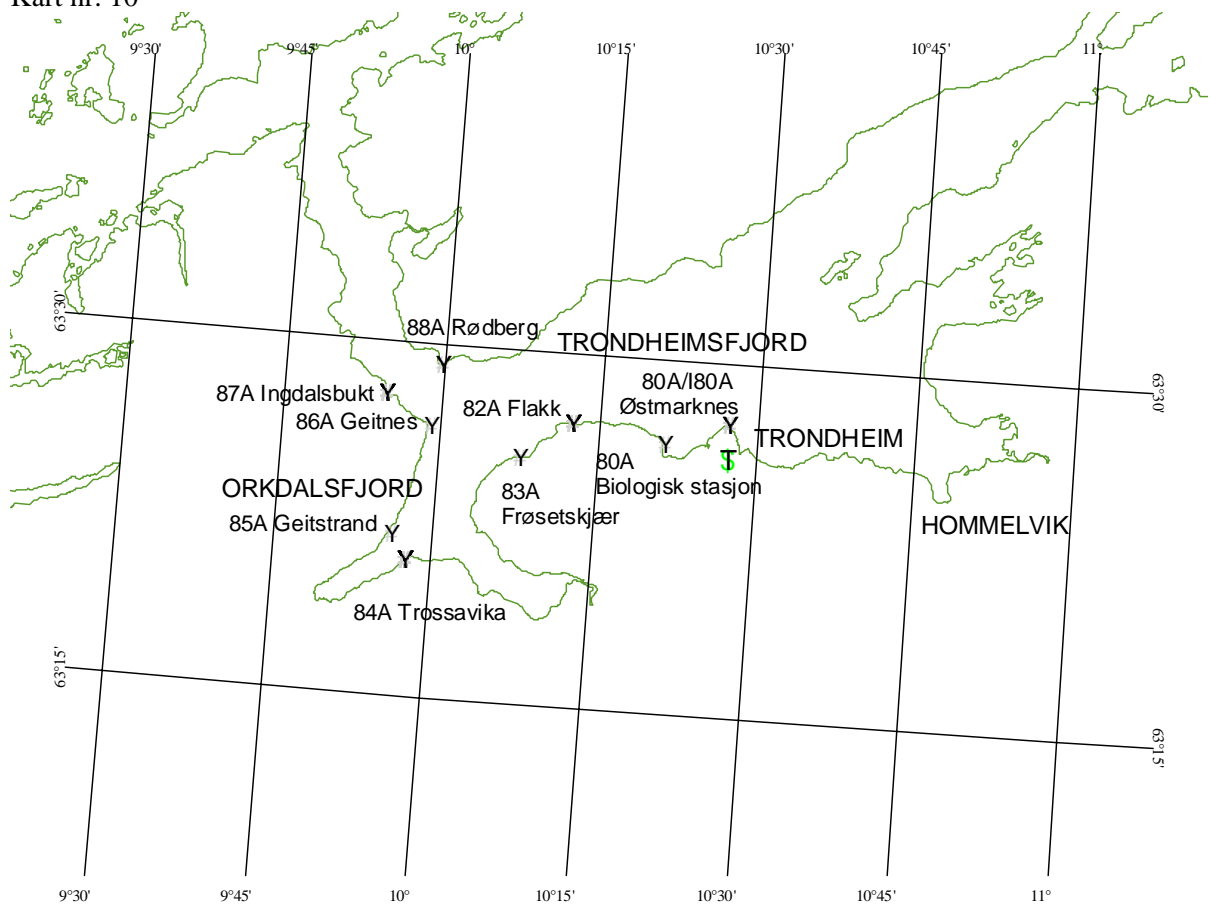 Kart nr. 10
9°30'
9°45'
10°
10°15'
10°30'
10°45'
11°
63°30'
88A Rødberg
TRONDHEIMSFJORD
80A/I80A
Østmarknes
63°30'
87A Ingdalsbukt Y
Y
86A Geitnes Y
82A Flakk Y
Y
Y
TRONDHEIM
Y
T
S
80A
Biologisk stasjon
83A
Frøsetskjær
ORKDALSFJORD
85A Geitstrand
Y
HOMMELVIK
Y
84A Trossavika
63°15'
63°15'
9°30'
9°45'
10°
10°15'
10°30'
10°45'
11°